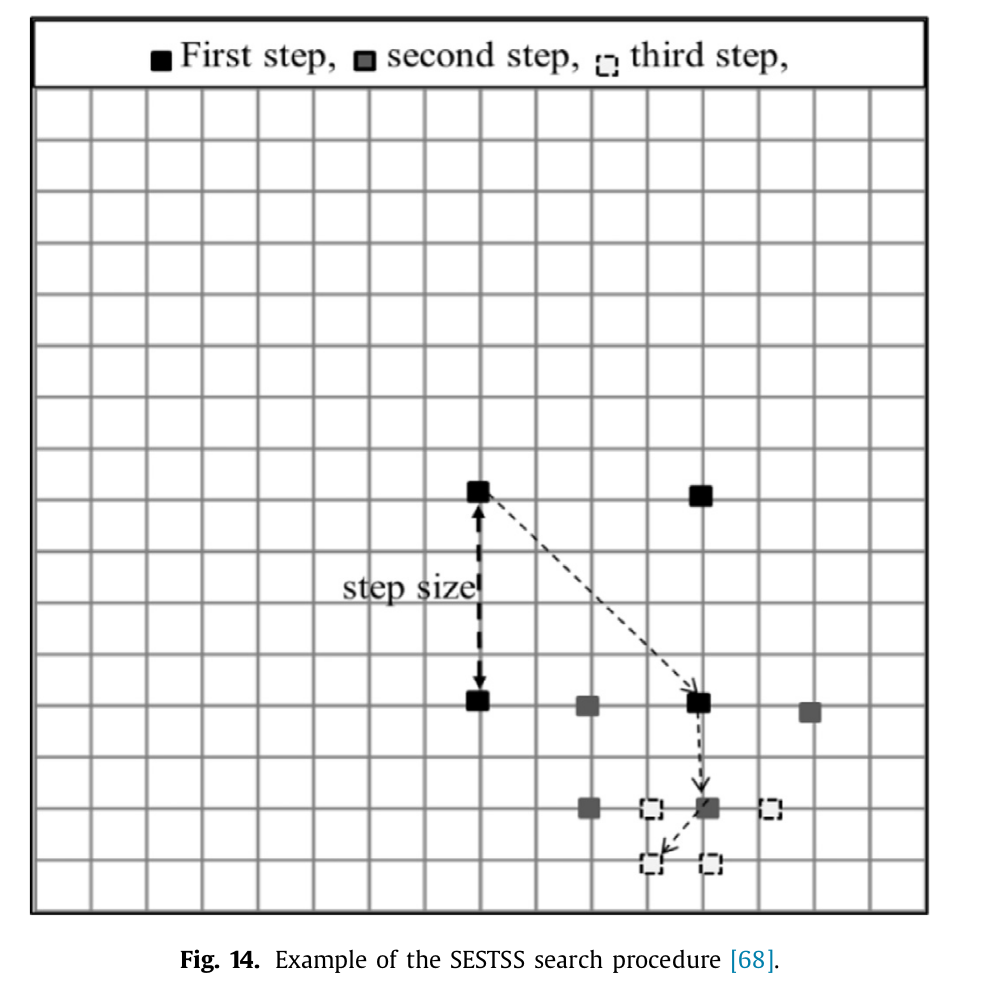 First step, second step, third step,
step size
Fig. 14. Example of the SESTSS search procedure [68].